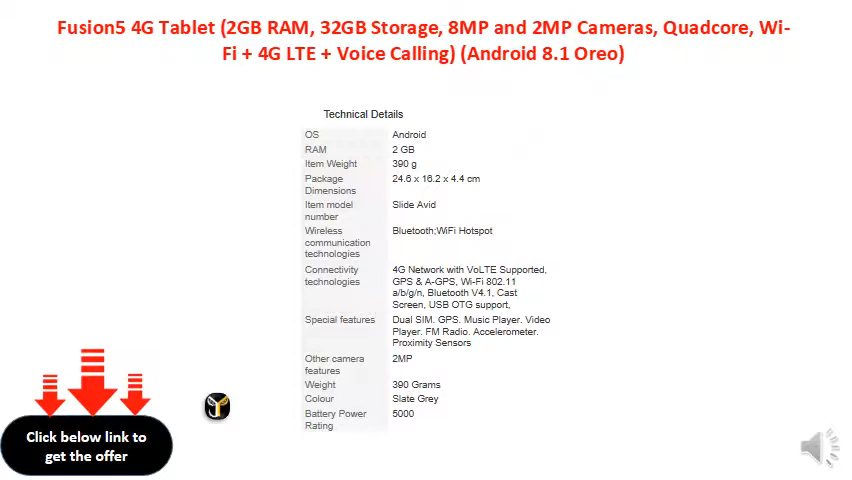 Fusion5 4G Tablet (2GB RAM, 32GB Storage, 8MP and 2MP Cameras, Quadcore, Wi-
Fi + 4G LTE + Voice Calling) (Android 8.1 Oreo)
Technical Details
OS Android
RAM 2 GB
Item Weight 390 g
Package 24.6 x 16.2 x 4.4 cm
Dimensions
Item model Slide Avid
number
Wireless Bluetooth;WiFi Hotspot
communication
technologies
Connectivity 4G Network with VoLTE Supported,
technologies GPS & A-GPS, Wi-Fi 802.11
a/b/g/n, Bluetooth V4.1, Cast
Screen, USB OTG support,
Special features Dual SIM. GPS. Music Player. Video
Player. FM Radio. Accelerometer.
Proximity Sensors
Other camera 2MP
features
Weight 390 Grams
Colour Slate Grey
Battery Power 5000
Rating
Click below link to
get the offer